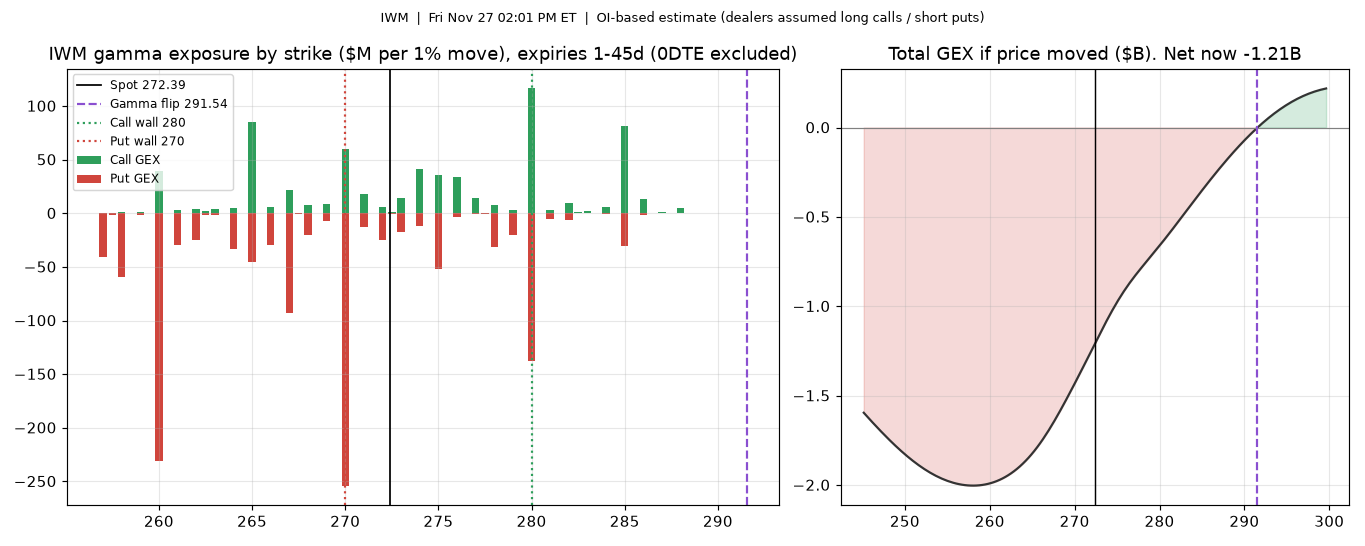 IWM | Fri Nov 27 02:01 PM ET | OI-based estimate (dealers assumed long calls / short puts)
IWM gamma exposure by strike ($M per 1% move), expiries 1-45d (0DTE excluded)
Spot 272.39
Gamma flip 291.54
Call wall 280
Put wall 270
Call GEX
Put GEX
100
50
0
−50
−100
−150
−200
−250
260 265 270 275 280 285 290
Total GEX if price moved ($B). Net now -1.21B
0.0
−0.5
−1.0
−1.5
−2.0
250 260 270 280 290 300